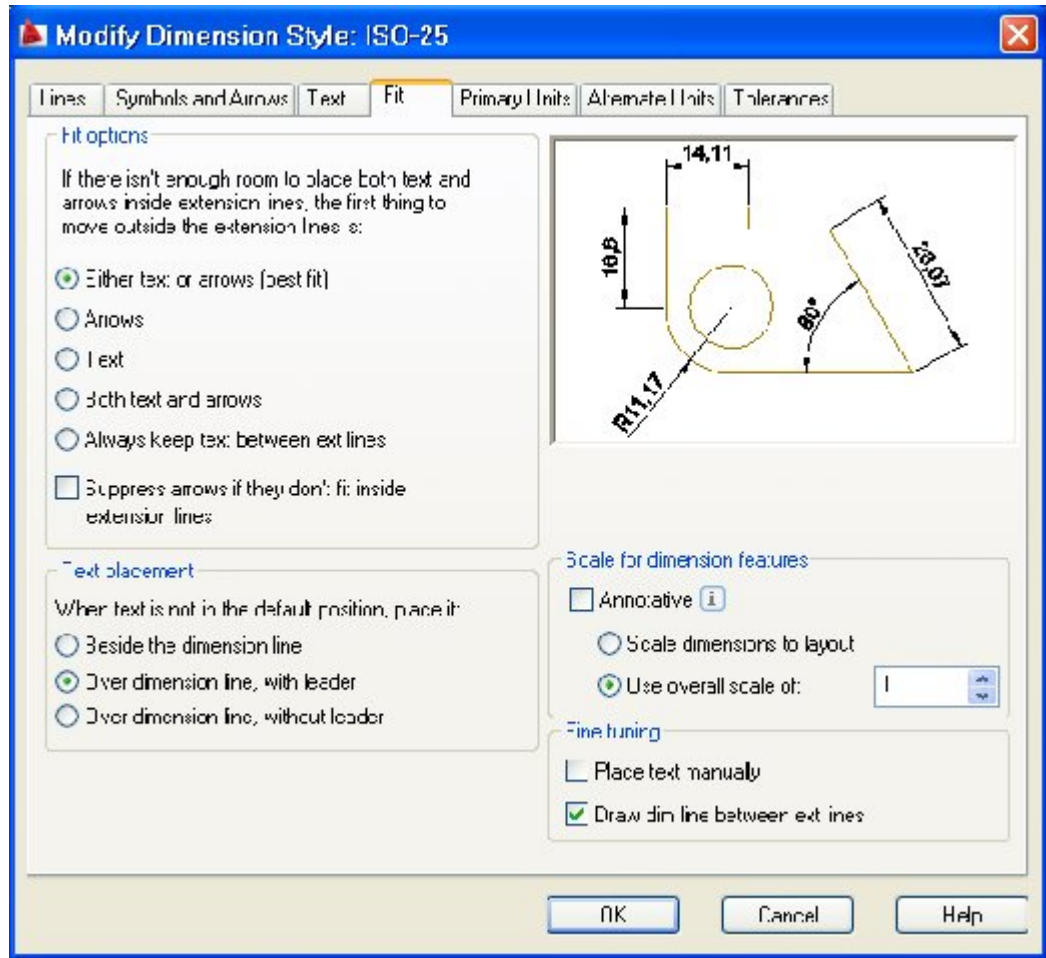 Modify Dimension Style: ISO-25
Lines Symbols and Arrows Text Fit Primary Units Alternate Units Tolerances
Fit options
If there isn't enough room to place both text and
arrows inside extension lines, the first thing to
move outside the extension lines is:
Either text or arrows (best fit)
Arrows
Text
Both text and arrows
Always keep text between ext lines
Suppress arrows if they don't fit inside
extension lines
14,11
16,6
R11,17
60°
28,07
Text placement
When text is not in the default position, place it:
Beside the dimension line
Over dimension line, with leader
Over dimension line, without leader
Scale for dimension features
Annotative
Scale dimensions to layout
Use overall scale of: 1
Fine tuning
Place text manually
Draw dim line between ext lines
OK Cancel Help